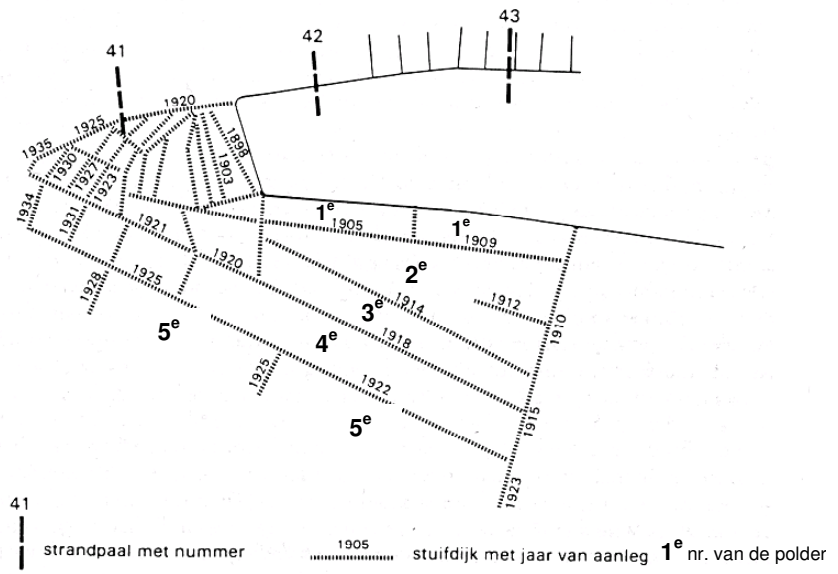 43
42
41
1920
1925
1935
1930
1927
1923
1898
1903
1934
1931
1921
1e
1905
1e
1909
2e
1920
1925
1928
1914
1912
3e
1910
5e
4e
1918
1925
1922
1915
5e
1923
41
strandpaal met nummer
1905
stuifdijk met jaar van aanleg
1e nr. van de polder